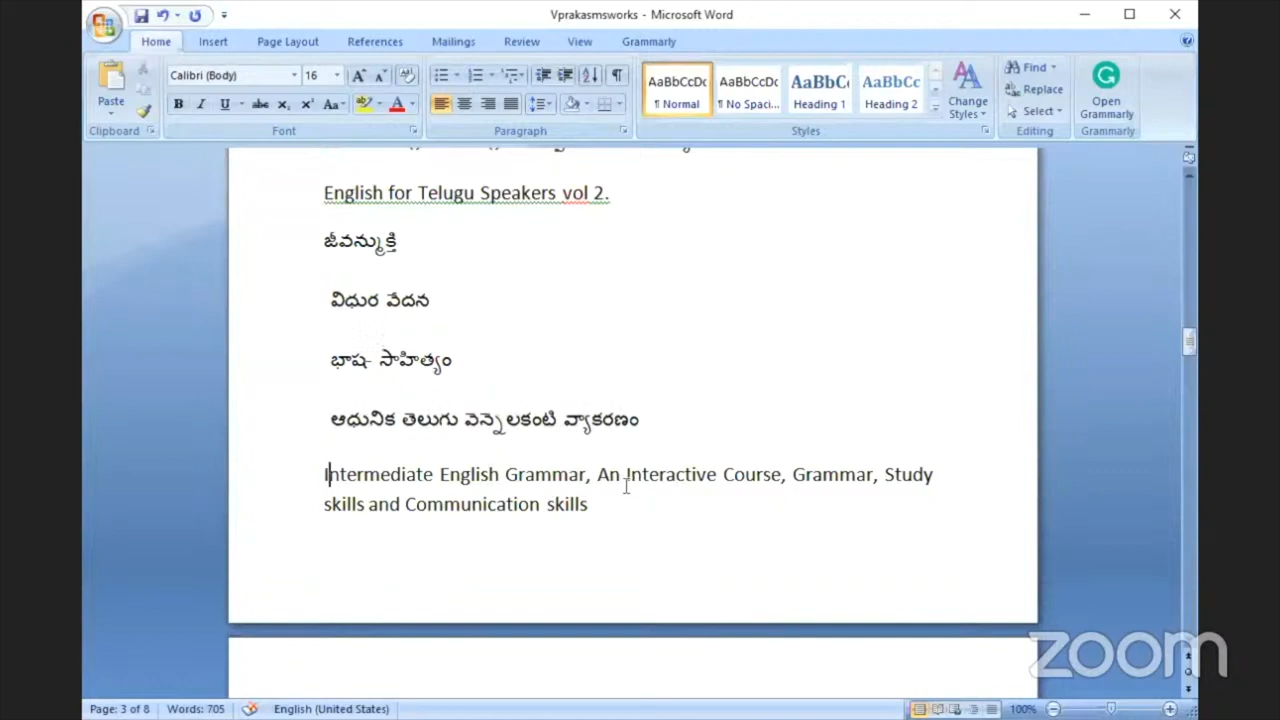 Vprakasmsworks - Microsoft Word
Home Insert Page Layout References Mailings Review View Grammarly
Calibri (Body) 16
AaBbCcDc AaBbCcDc AaBbCc AaBbCc
Paste
¶ Normal ¶ No Spaci... Heading 1 Heading 2
Change Styles
Find
Replace
Select
Open Grammarly
Clipboard Font Paragraph Styles Editing Grammarly
English for Telugu Speakers vol 2.
జీవన్ముక్తి
విధుర వేదన
భాష- సాహిత్యం
ఆధునిక తెలుగు వెన్నెలకంటి వ్యాకరణం
Intermediate English Grammar, An Interactive Course, Grammar, Study
skills and Communication skills
zoom
Page: 3 of 8 Words: 705 English (United States) 100%